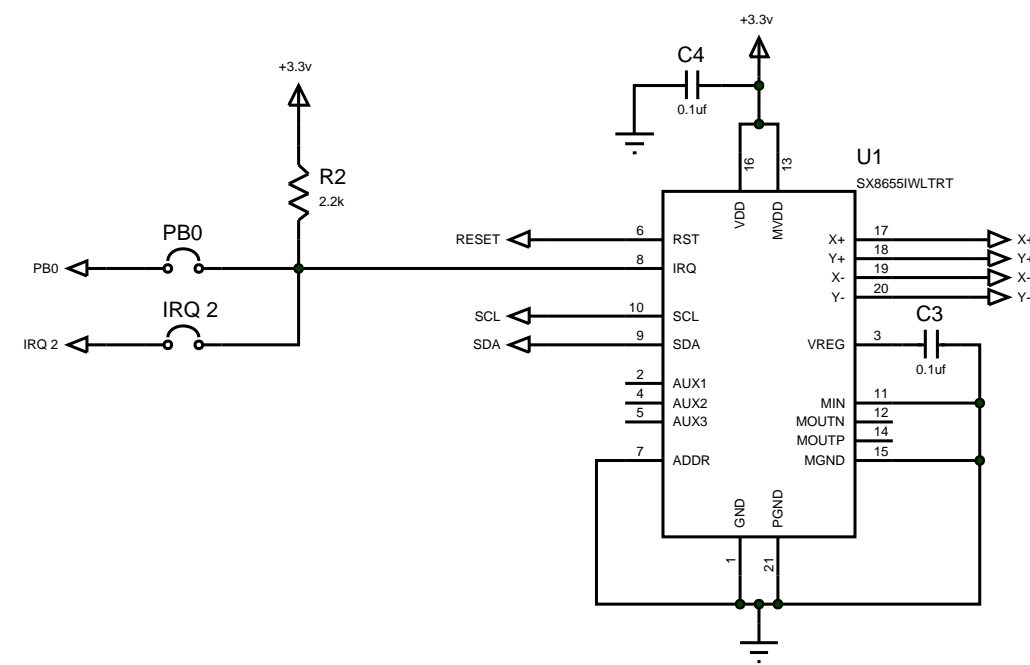 +3.3v
+3.3v
C4
0.1uf
R2
2.2k
U1
SX8655IWLTRT
16
13
VDD
MVDD
PB0
PB0
IRQ 2
IRQ 2
RESET
6
RST
8
IRQ
SCL
10
SCL
SDA
9
SDA
2
AUX1
4
AUX2
5
AUX3
7
ADDR
X+
17
X+
Y+
18
Y+
X-
19
X-
Y-
20
Y-
C3
0.1uf
VREG
3
MIN
11
MOUTN
12
MOUTP
14
MGND
15
GND
PGND
1
21